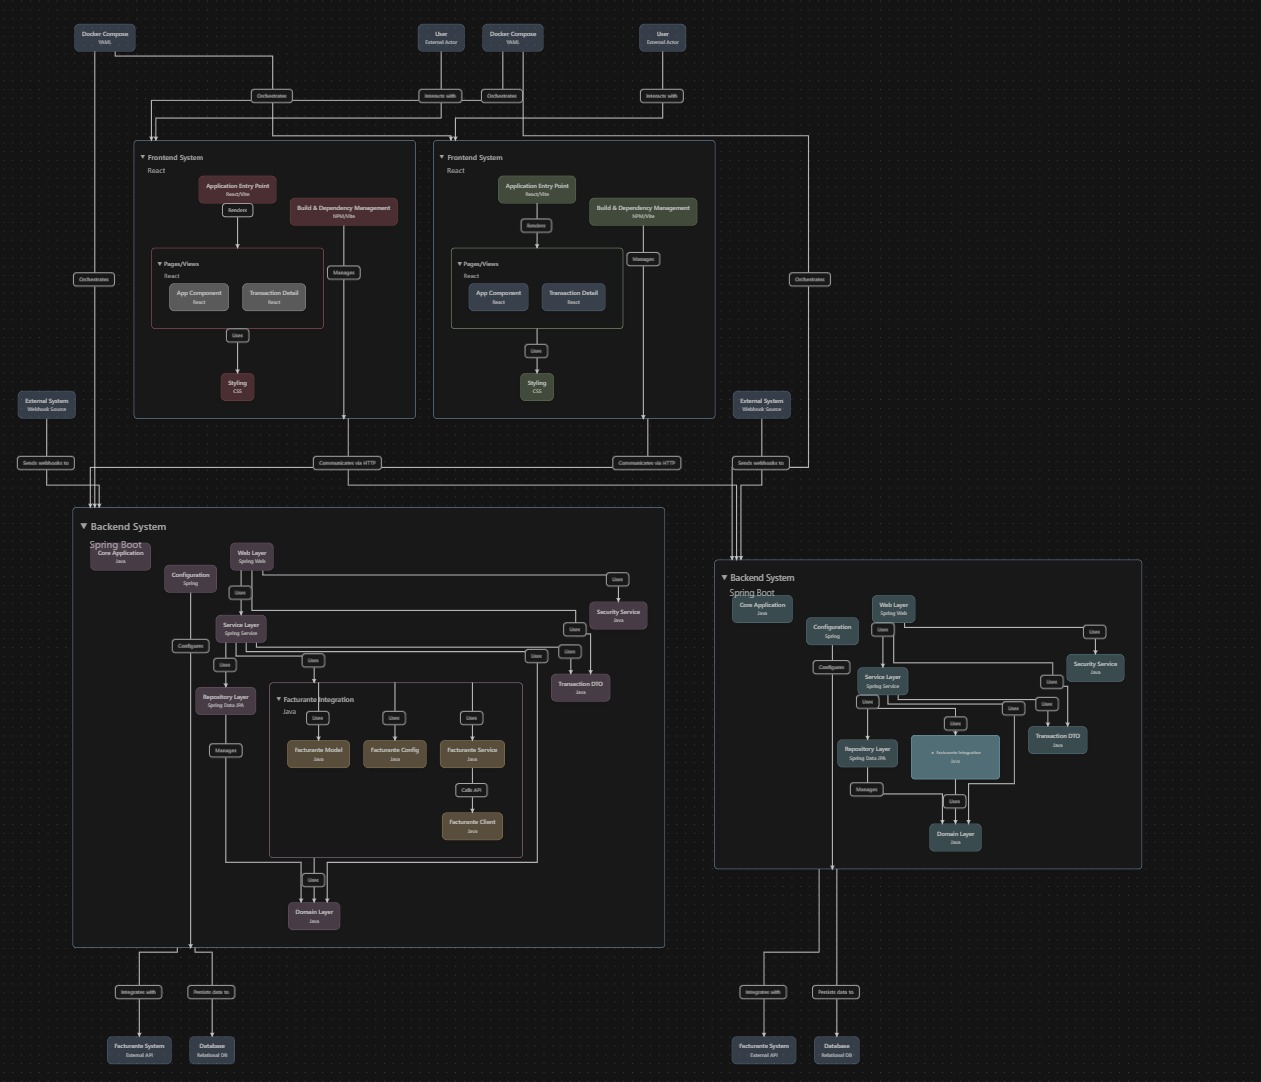 Docker Compose
YAML
User
External Actor
Docker Compose
YAML
User
External Actor
Orchestrates
Interacts with
Orchestrates
Interacts with
Frontend System
React
Application Entry Point
React/Vite
Renders
Build & Dependency Management
NPM/Vite
Manages
Pages/Views
React
App Component
React
Transaction Detail
React
Uses
Styling
CSS
Frontend System
React
Application Entry Point
React/Vite
Renders
Build & Dependency Management
NPM/Vite
Manages
Pages/Views
React
App Component
React
Transaction Detail
React
Uses
Styling
CSS
Orchestrates
Orchestrates
External System
Webhook Source
External System
Webhook Source
Sends webhooks to
Communicates via HTTP
Communicates via HTTP
Sends webhooks to
Backend System
Spring Boot
Core Application
Java
Configuration
Spring
Web Layer
Spring Web
Uses
Uses
Security Service
Java
Service Layer
Spring Service
Uses
Configures
Uses
Uses
Uses
Uses
Repository Layer
Spring Data JPA
Transaction DTO
Java
Facturante Integration
Java
Uses
Uses
Uses
Manages
Facturante Model
Java
Facturante Config
Java
Facturante Service
Java
Calls API
Facturante Client
Java
Uses
Domain Layer
Java
Backend System
Spring Boot
Core Application
Java
Configuration
Spring
Web Layer
Spring Web
Uses
Uses
Security Service
Java
Configures
Service Layer
Spring Service
Uses
Uses
Uses
Uses
Uses
Transaction DTO
Java
Repository Layer
Spring Data JPA
Facturante Integration
Java
Manages
Uses
Domain Layer
Java
Integrates with
Persists data to
Integrates with
Persists data to
Facturante System
External API
Database
Relational DB
Facturante System
External API
Database
Relational DB